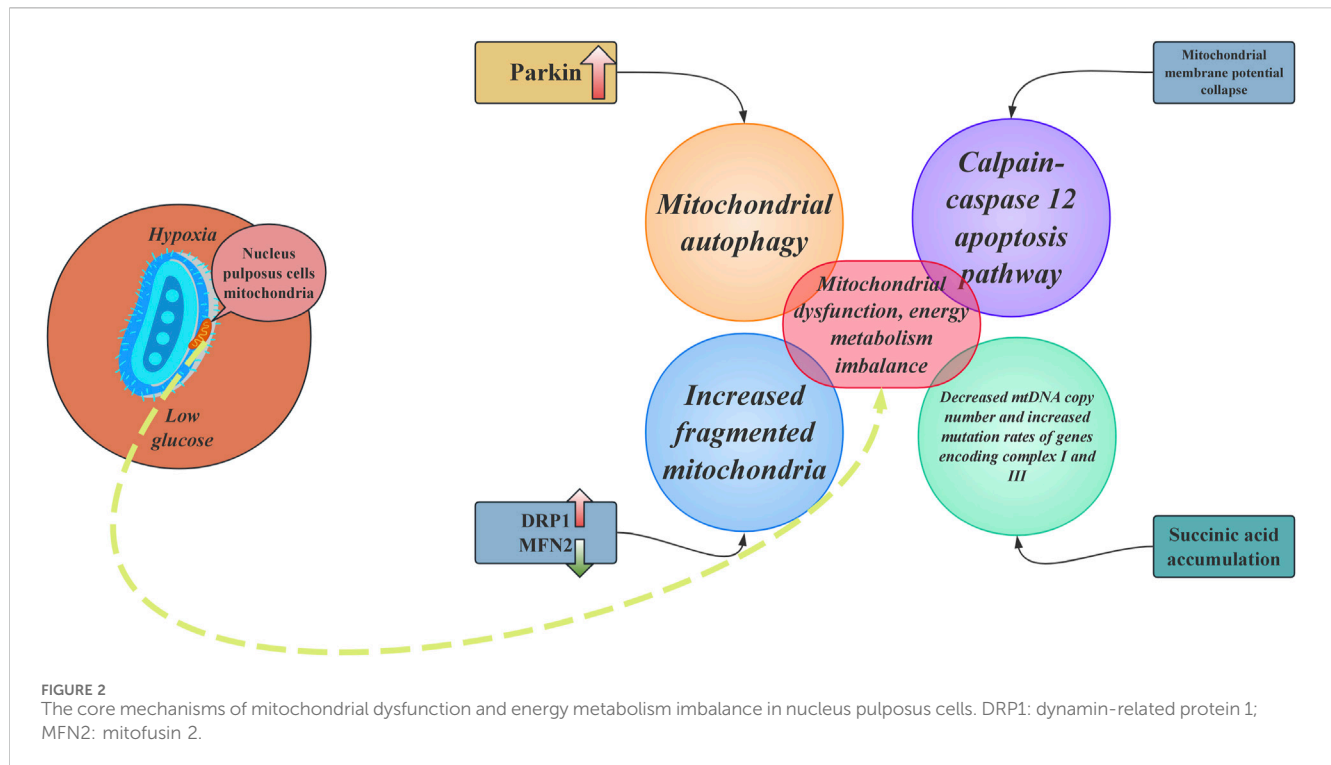 Parkin
Mitochondrial
membrane potential
collapse
Mitochondrial
autophagy
Calpain-
caspase 12
apoptosis
pathway
Hypoxia
Nucleus
pulposus cells
mitochondria
Low
glucose
Mitochondrial
dysfunction, energy
metabolism
imbalance
Increased
fragmented
mitochondria
Decreased mtDNA copy
number and increased
mutation rates of genes
encoding complex I and
III
DRP1
MFN2
Succinic acid
accumulation
FIGURE 2
The core mechanisms of mitochondrial dysfunction and energy metabolism imbalance in nucleus pulposus cells. DRP1: dynamin-related protein 1;
MFN2: mitofusin 2.